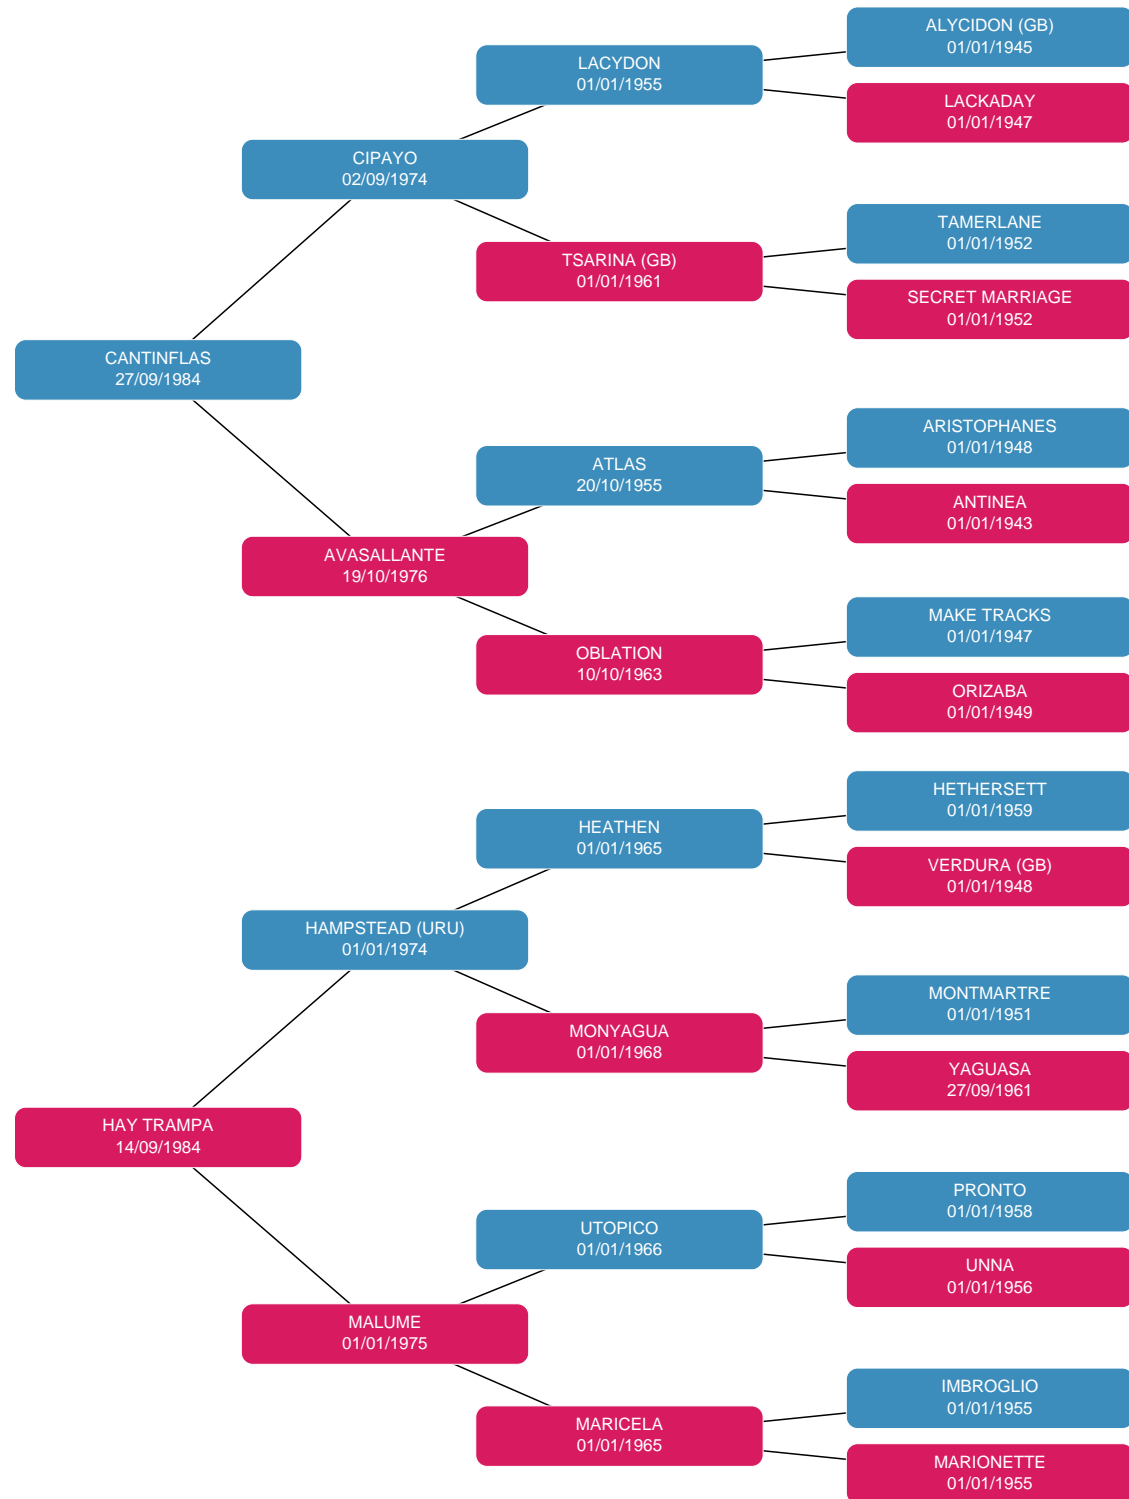 ALYCIDON (GB)
01/01/1945
LACYDON
01/01/1955
LACKADAY
01/01/1947
CIPAYO
02/09/1974
TAMERLANE
01/01/1952
TSARINA (GB)
01/01/1961
SECRET MARRIAGE
01/01/1952
CANTINFLAS
27/09/1984
ARISTOPHANES
01/01/1948
ATLAS
20/10/1955
ANTINEA
01/01/1943
AVASALLANTE
19/10/1976
MAKE TRACKS
01/01/1947
OBLATION
10/10/1963
ORIZABA
01/01/1949
HETHERSETT
01/01/1959
HEATHEN
01/01/1965
VERDURA (GB)
01/01/1948
HAMPSTEAD (URU)
01/01/1974
MONTMARTRE
01/01/1951
MONYAGUA
01/01/1968
YAGUASA
27/09/1961
HAY TRAMPA
14/09/1984
PRONTO
01/01/1958
UTOPICO
01/01/1966
UNNA
01/01/1956
MALUME
01/01/1975
IMBROGLIO
01/01/1955
MARICELA
01/01/1965
MARIONETTE
01/01/1955